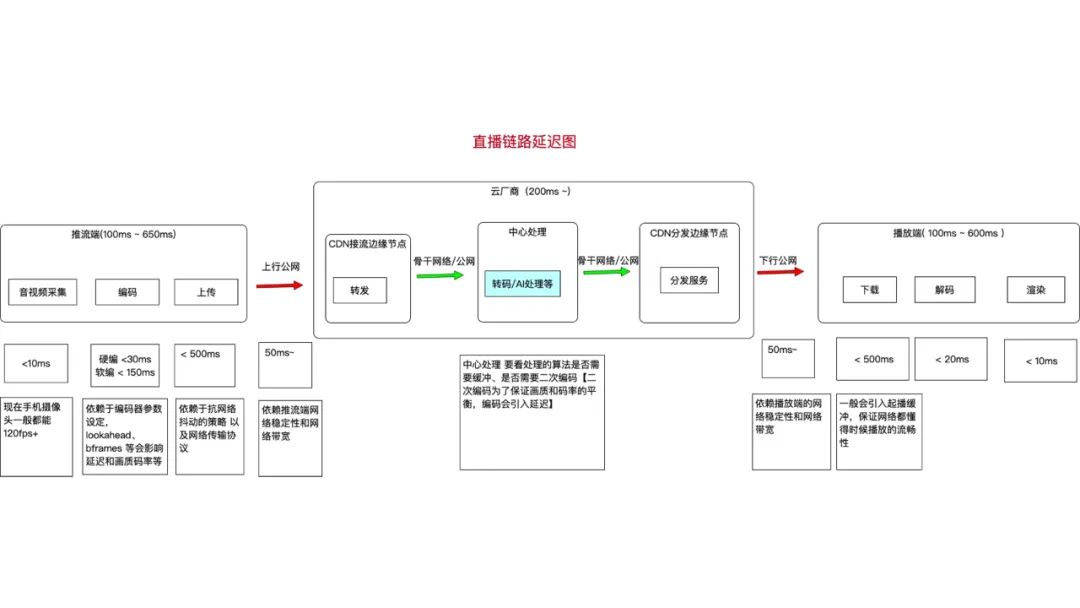 直播链路延迟图
云厂商（200ms ~）
推流端(100ms ~ 650ms)
音视频采集
编码
上传
上行公网
CDN接流边缘节点
转发
骨干网络/公网
中心处理
转码/AI处理等
骨干网络/公网
CDN分发边缘节点
分发服务
下行公网
播放端( 100ms ~ 600ms )
下载
解码
渲染
<10ms
硬编 <30ms
软编 < 150ms
< 500ms
50ms~
现在手机摄像
头一般都能
120fps+
依赖于编码器参数
设定，
lookahead、
bframes 等会影响
延迟和画质码率等
依赖于抗网络
抖动的策略 以
及网络传输协
议
依赖推流端网
络稳定性和网
络带宽
中心处理 要看处理的算法是否需
要缓冲、是否需要二次编码【二
次编码为了保证画质和码率的平
衡，编码会引入延迟】
50ms~
< 500ms
< 20ms
< 10ms
依赖播放端的网
络稳定性和网络
带宽
一般会引入起播缓
冲，保证网络都懂
得时候播放的流畅
性